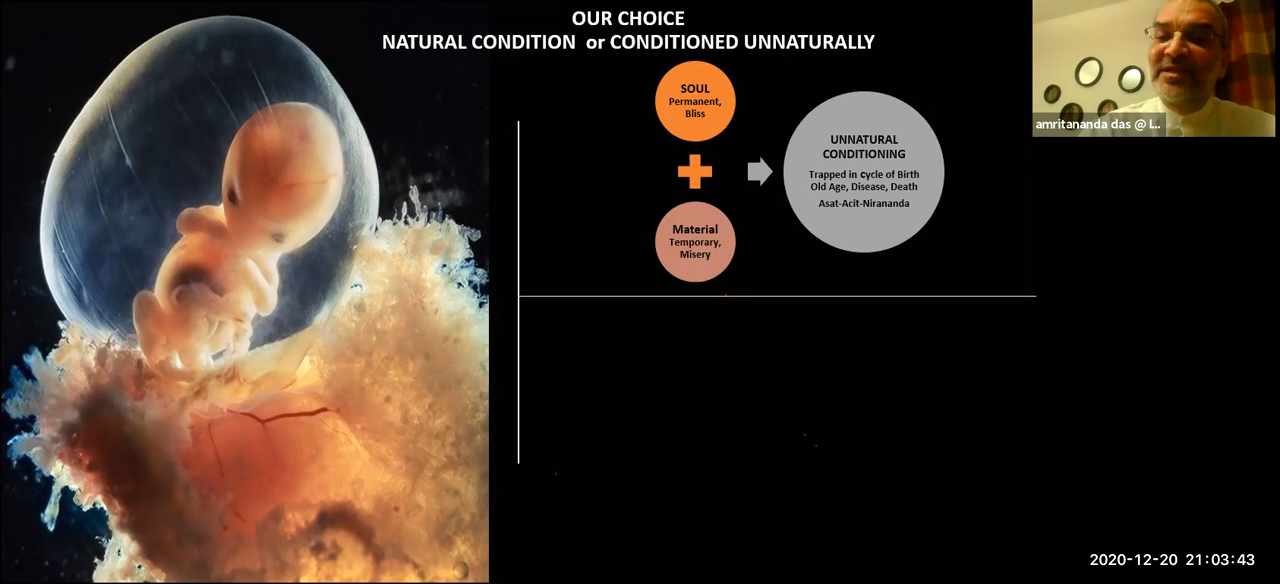 OUR CHOICE
NATURAL CONDITION or CONDITIONED UNNATURALLY
SOUL
Permanent,
Bliss
Material
Temporary,
Misery
UNNATURAL
CONDITIONING
Trapped in cycle of Birth
Old Age, Disease, Death
Asat-Acit-Nirananda
amritananda das @ I...
2020-12-20 21:03:43